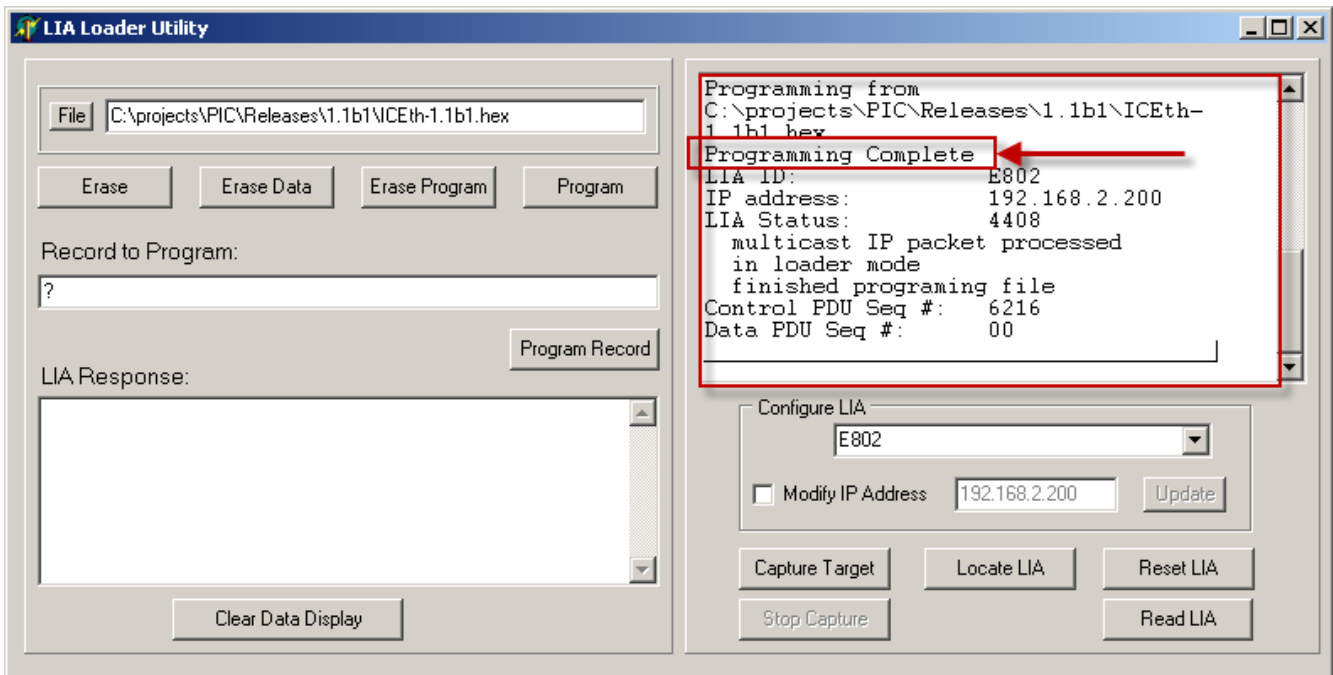 LIA Loader Utility
File C:\projects\PIC\Releases\1.1b1\ICEth-1.1b1.hex
Erase Erase Data Erase Program Program
Record to Program:
?
Program Record
LIA Response:
Clear Data Display
Programming from
C:\projects\PIC\Releases\1.1b1\ICEth-
1.1b1.hex
Programming Complete
LIA ID: E802
IP address: 192.168.2.200
LIA Status: 4408
multicast IP packet processed
in loader mode
finished programing file
Control PDU Seq #: 6216
Data PDU Seq #: 00
Configure LIA
E802
Modify IP Address 192.168.2.200 Update
Capture Target Locate LIA Reset LIA
Stop Capture Read LIA